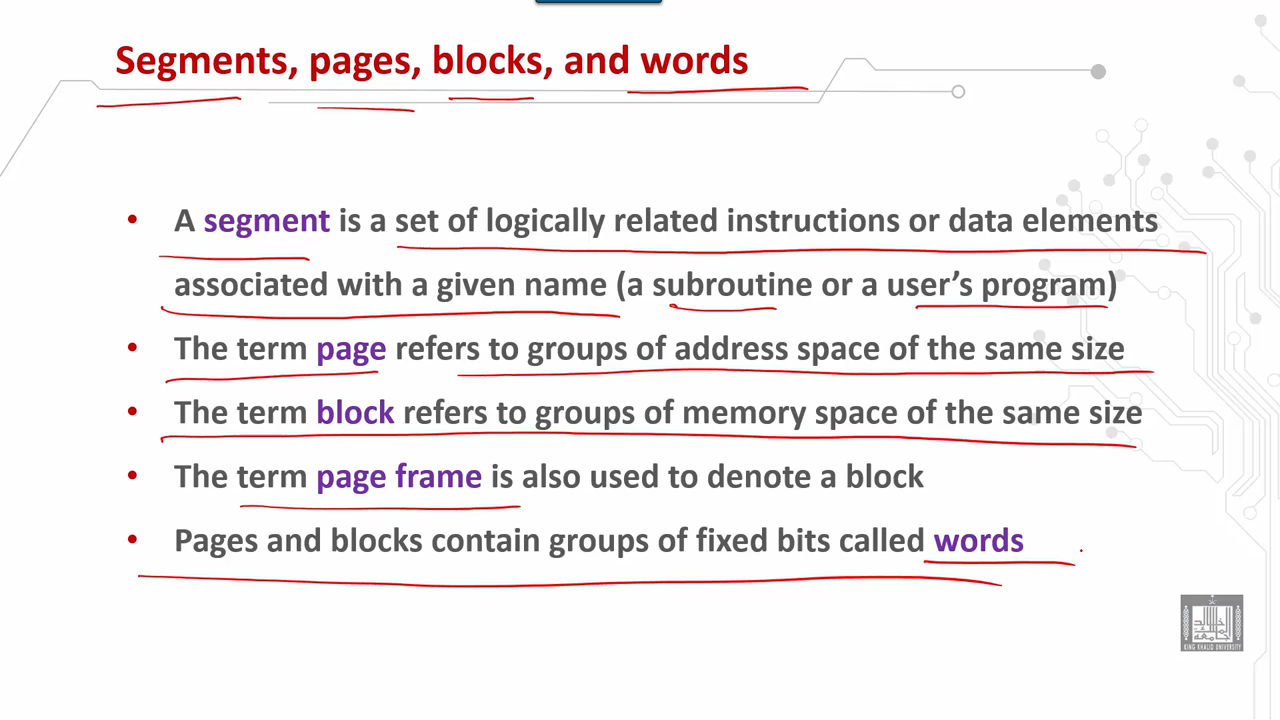 Segments, pages, blocks, and words
• A segment is a set of logically related instructions or data elements
associated with a given name (a subroutine or a user's program)
• The term page refers to groups of address space of the same size
• The term block refers to groups of memory space of the same size
• The term page frame is also used to denote a block
• Pages and blocks contain groups of fixed bits called words
KING KHALID UNIVERSITY